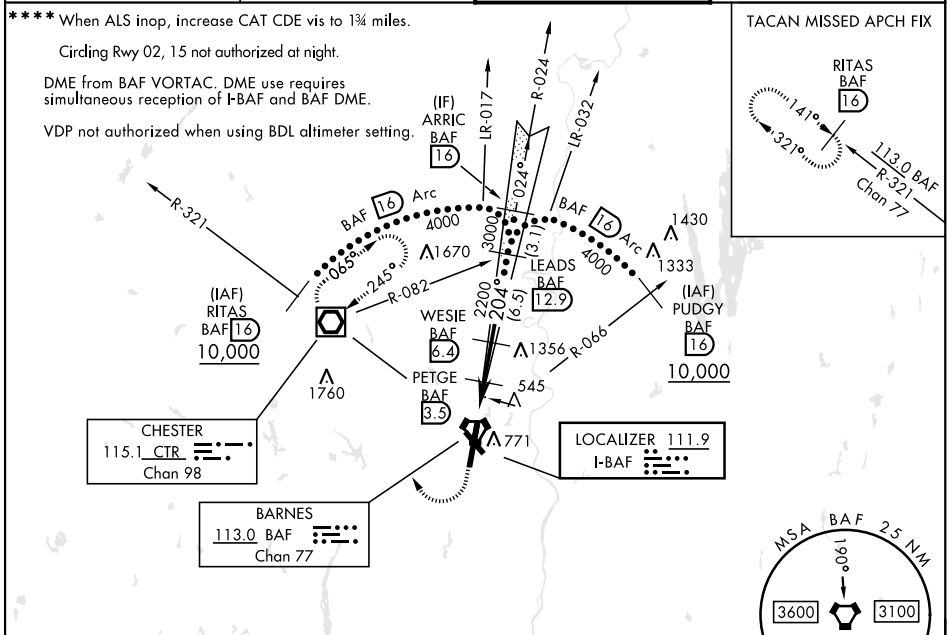 **** When ALS inop, increase CAT CDE vis to 1¾ miles.
Circling Rwy 02, 15 not authorized at night.
DME from BAF VORTAC. DME use requires
simultaneous reception of I-BAF and BAF DME.
VDP not authorized when using BDL altimeter setting.
TACAN MISSED APCH FIX
RITAS
BAF
16
141°
321°
113.0 BAF
R-321
Chan 77
(IF)
ARRIC
BAF
16
LR-017
R-024
LR-032
024°
R-321
BAF 16 Arc
4000
3000
(3.1)
BAF 16 Arc
4000
1430
1333
1670
065°
245°
R-082
LEADS
BAF
12.9
2200
204°
(6.5)
(IAF)
RITAS
BAF 16
10,000
(IAF)
PUDGY
BAF
16
10,000
WESIE
BAF
6.4
1356
R-066
1760
PETGE
BAF
3.5
545
771
CHESTER
115.1 CTR
Chan 98
LOCALIZER 111.9
I-BAF
BARNES
113.0 BAF
Chan 77
MSA BAF 25 NM
190°
3600
3100